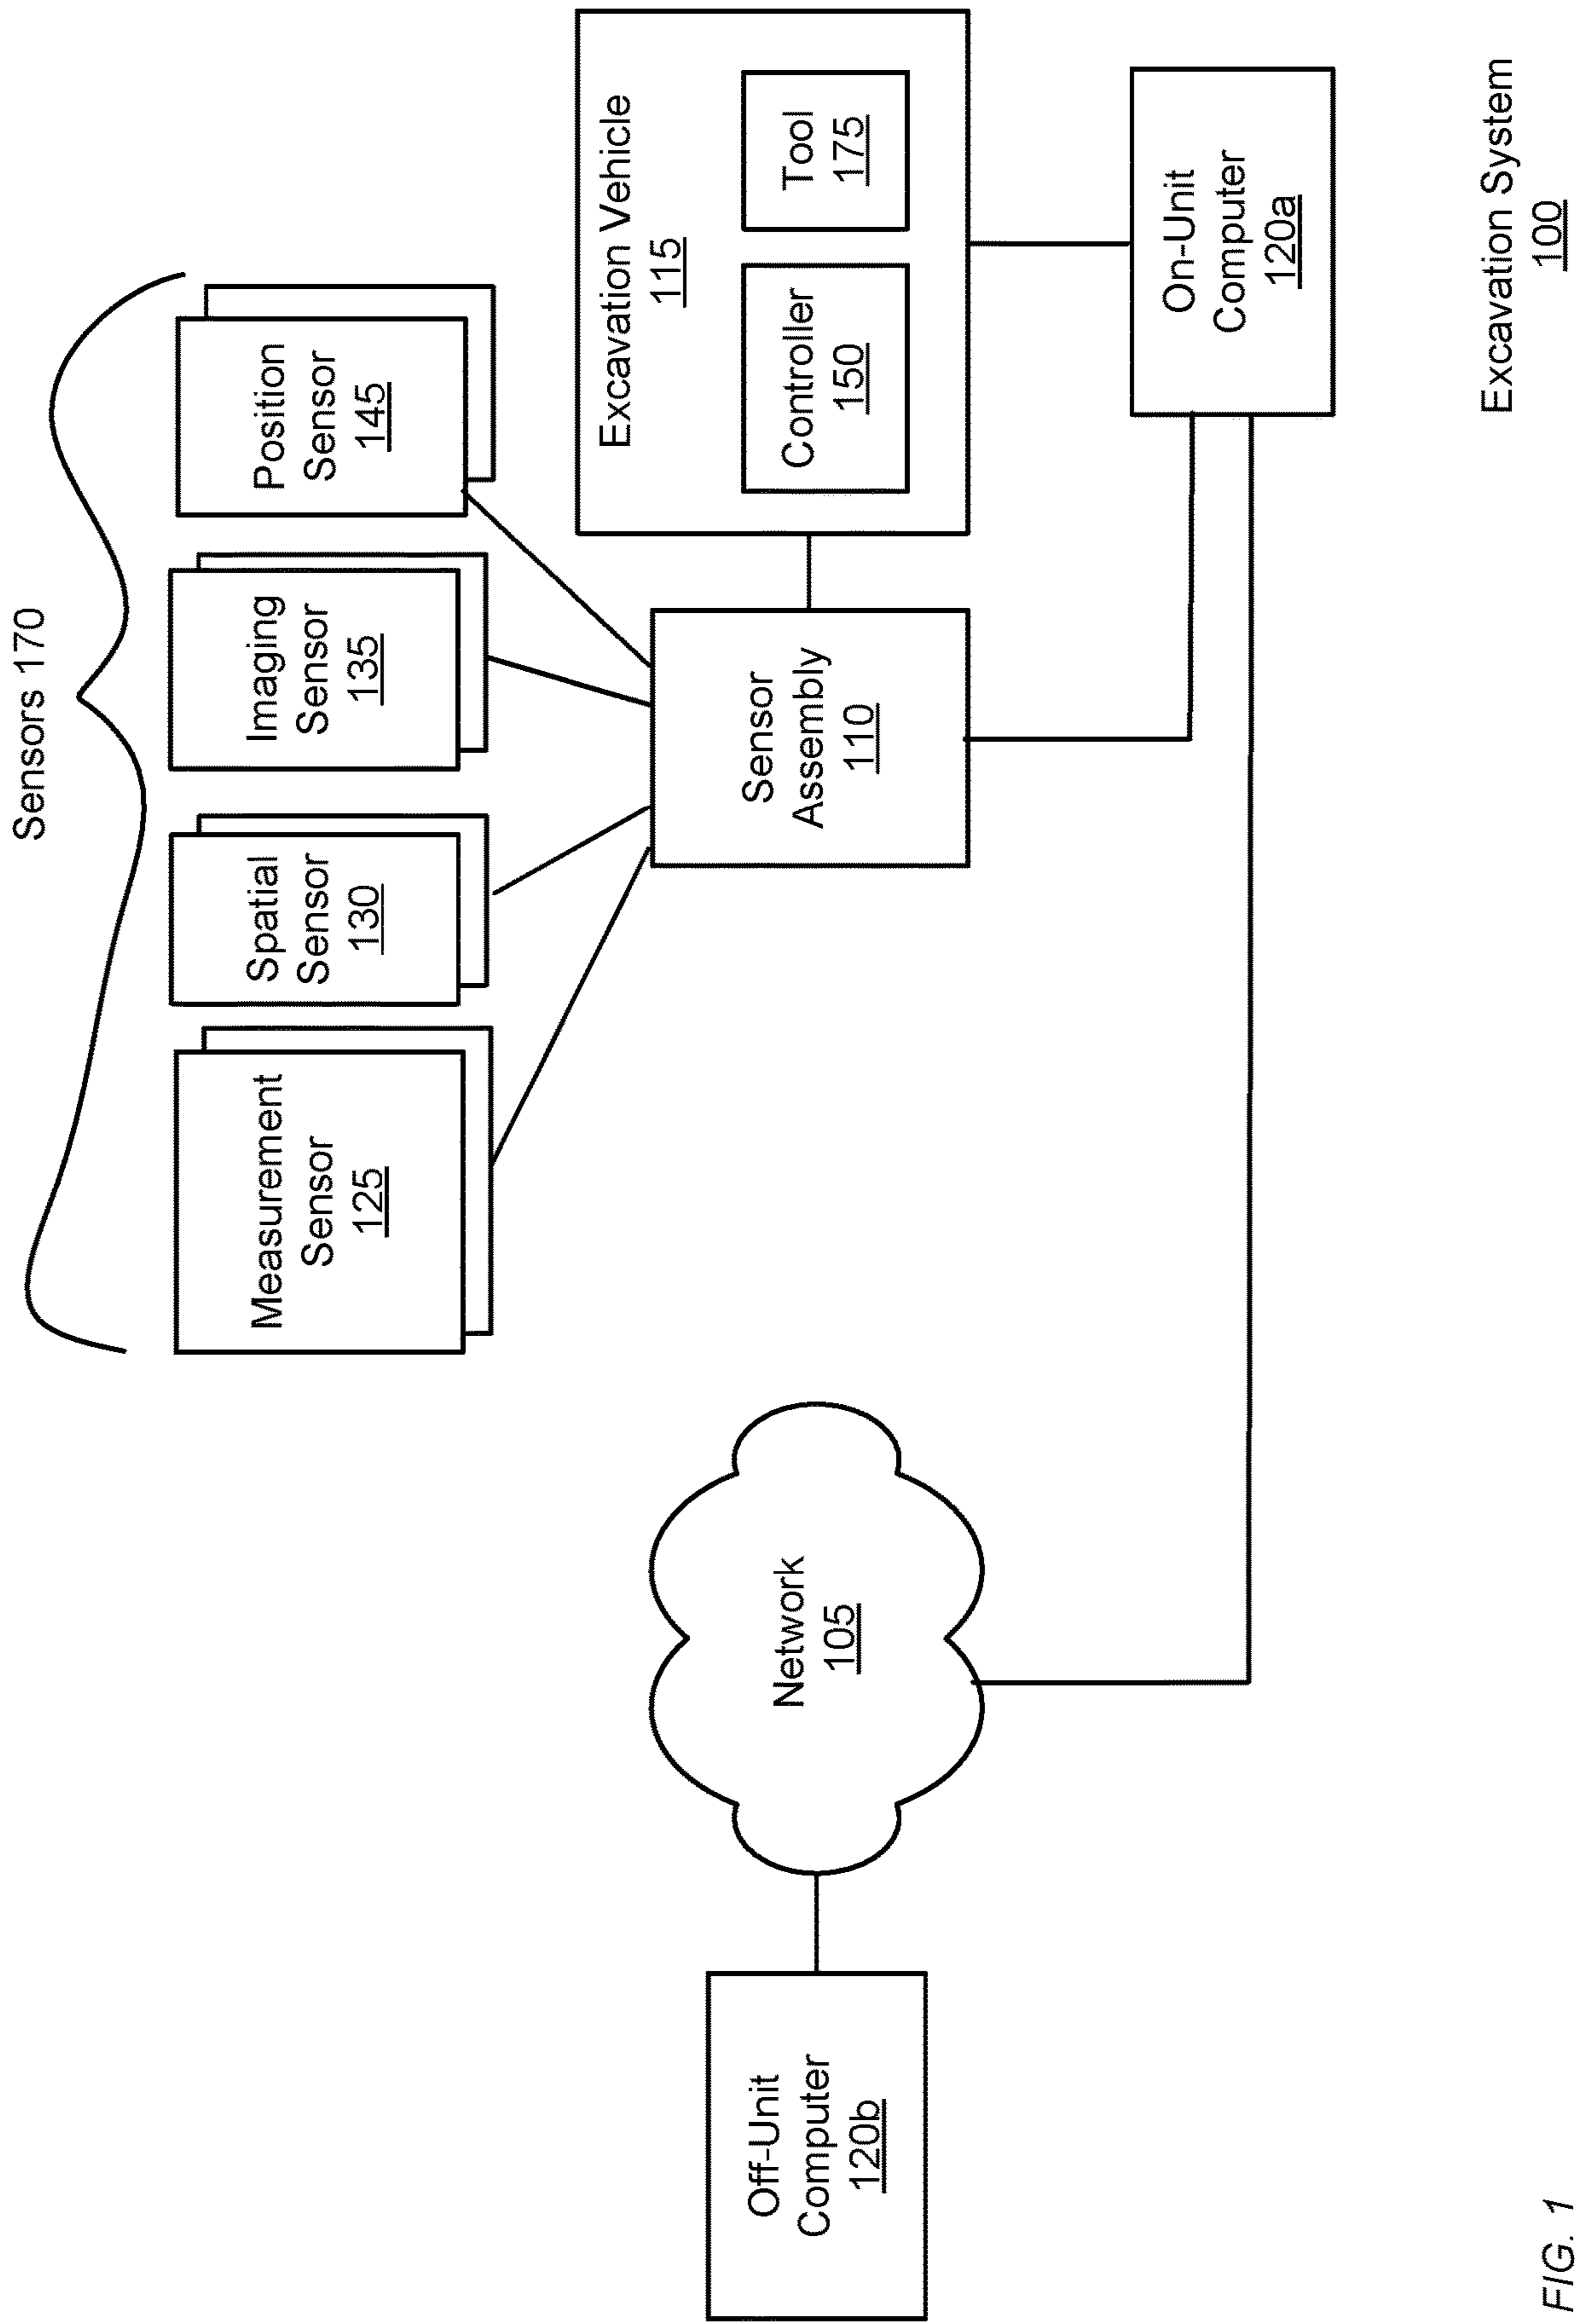 Sensors 170
Measurement
Sensor
125
Spatial
Sensor
130
Imaging
Sensor
135
Position
Sensor
145
Off-Unit
Computer
120b
Network
105
Sensor
Assembly
110
Excavation Vehicle
115
Controller
150
Tool
175
On-Unit
Computer
120a
Excavation System
100
FIG. 1